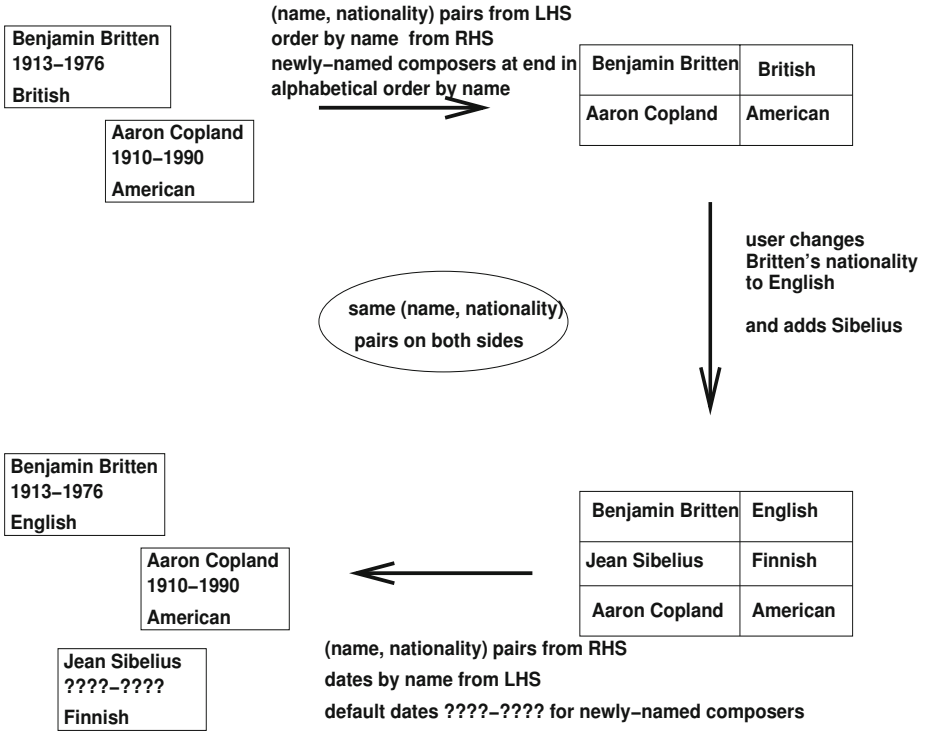 Benjamin Britten
1913–1976
British
Aaron Copland
1910–1990
American
(name, nationality) pairs from LHS
order by name from RHS
newly–named composers at end in
alphabetical order by name
Benjamin Britten British
Aaron Copland American
user changes
Britten's nationality
to English
and adds Sibelius
same (name, nationality)
pairs on both sides
Benjamin Britten
1913–1976
English
Aaron Copland
1910–1990
American
Jean Sibelius
????–????
Finnish
Benjamin Britten English
Jean Sibelius Finnish
Aaron Copland American
(name, nationality) pairs from RHS
dates by name from LHS
default dates ????–???? for newly–named composers